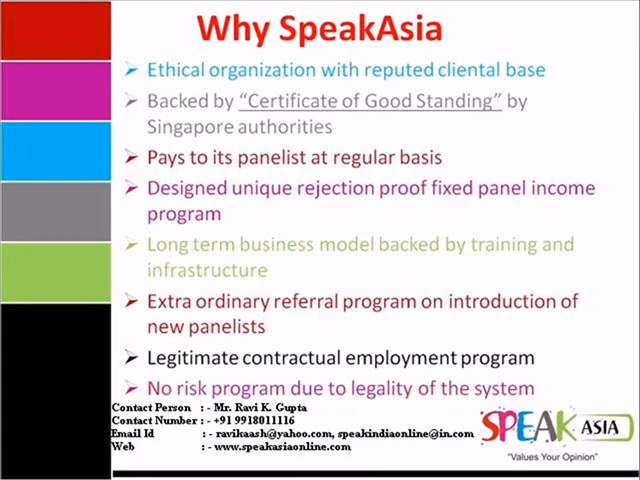 Why SpeakAsia
Ethical organization with reputed cliental base
Backed by “Certificate of Good Standing” by
Singapore authorities
Pays to its panelist at regular basis
Designed unique rejection proof fixed panel income
program
Long term business model backed by training and
infrastructure
Extra ordinary referral program on introduction of
new panelists
Legitimate contractual employment program
No risk program due to legality of the system
Contact Person : - Mr. Ravi K. Gupta
Contact Number : - +91 9918011116
Email Id : - ravikaash@yahoo.com, speakindiaonline@in.com
Web : - www.speakasiaonline.com
SPEAK ASIA
"Values Your Opinion"